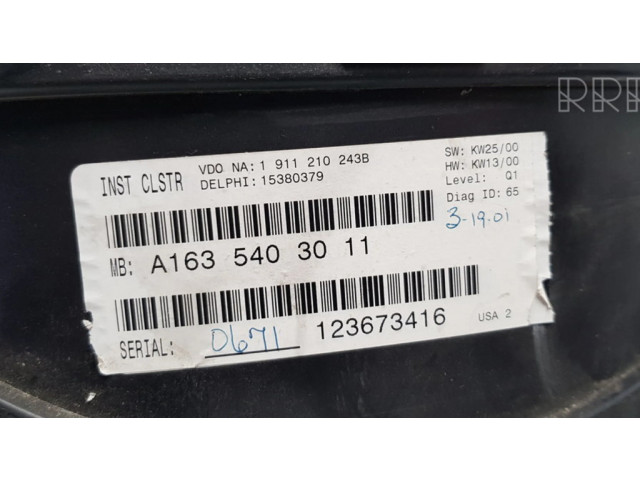 INST CLSTR
VDO NA: 1 911 210 243B
DELPHI: 15380379
SW: KW25/00
HW: KW13/00
Level: Q1
Diag ID: 65
3-19-01
MB: A163 540 30 11
SERIAL: 0671 123673416
USA 2
RRR